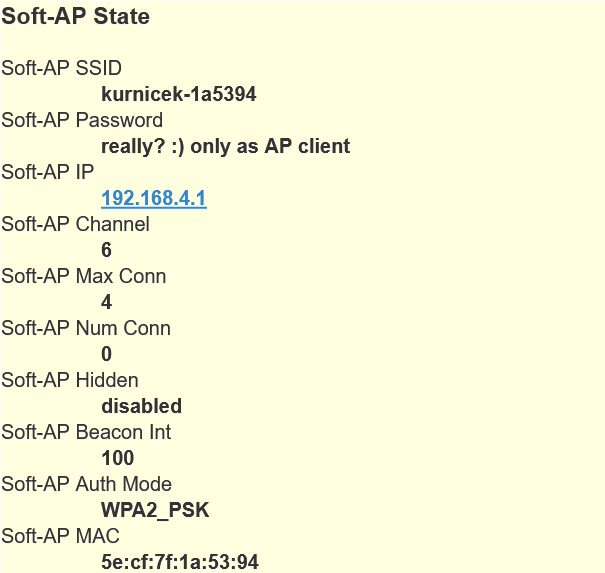 Soft-AP State
Soft-AP SSID
kurnicek-1a5394
Soft-AP Password
really? :) only as AP client
Soft-AP IP
192.168.4.1
Soft-AP Channel
6
Soft-AP Max Conn
4
Soft-AP Num Conn
0
Soft-AP Hidden
disabled
Soft-AP Beacon Int
100
Soft-AP Auth Mode
WPA2_PSK
Soft-AP MAC
5e:cf:7f:1a:53:94